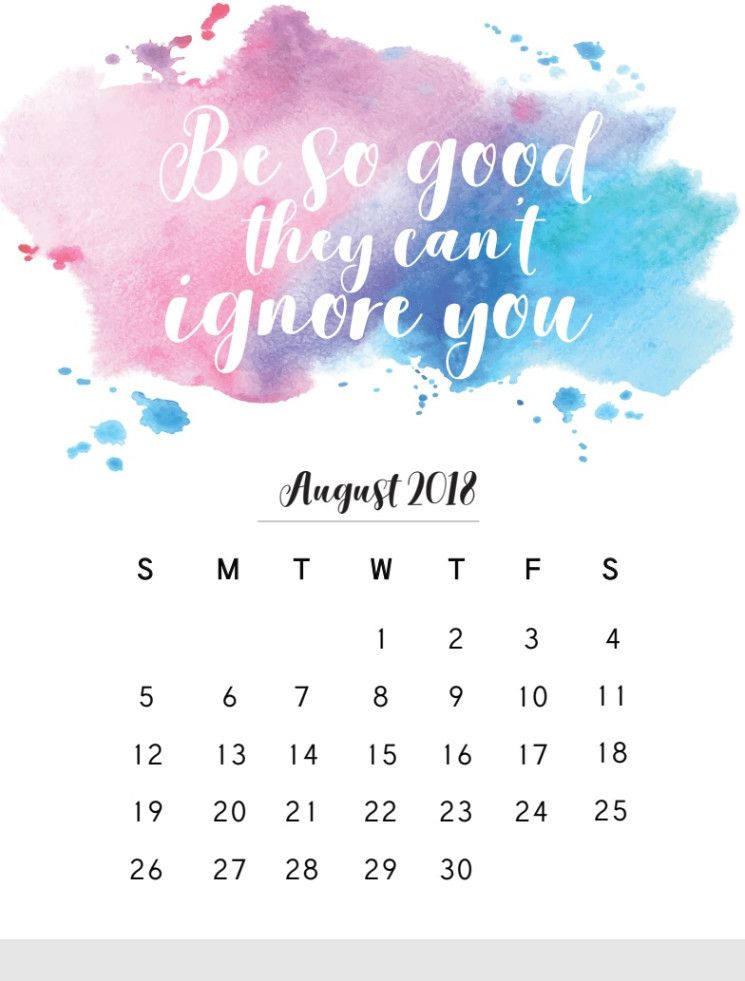 Be so good
they can't
ignore you
August 2018
S M T W T F S
1 2 3 4
5 6 7 8 9 10 11
12 13 14 15 16 17 18
19 20 21 22 23 24 25
26 27 28 29 30